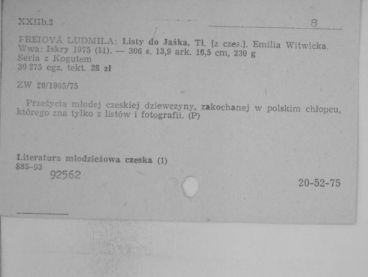 XXIIb.2 8
FREIOVÁ LUDMILA: Listy do Jaśka. Tł. [z czes.]. Emilia Witwicka.
Wwa: Iskry 1975 (11). — 306 s. 13,9 ark. 16,5 cm, 230 g
Seria z Kogutem
30 275 egz. tekt. 28 zł
ZW 20/1965/75
Przeżycia młodej czeskiej dziewczyny, zakochanej w polskim chłopcu,
którego zna tylko z listów i fotografii. (P)
Literatura młodzieżowa czeska (1)
885-93
92562
20-52-75